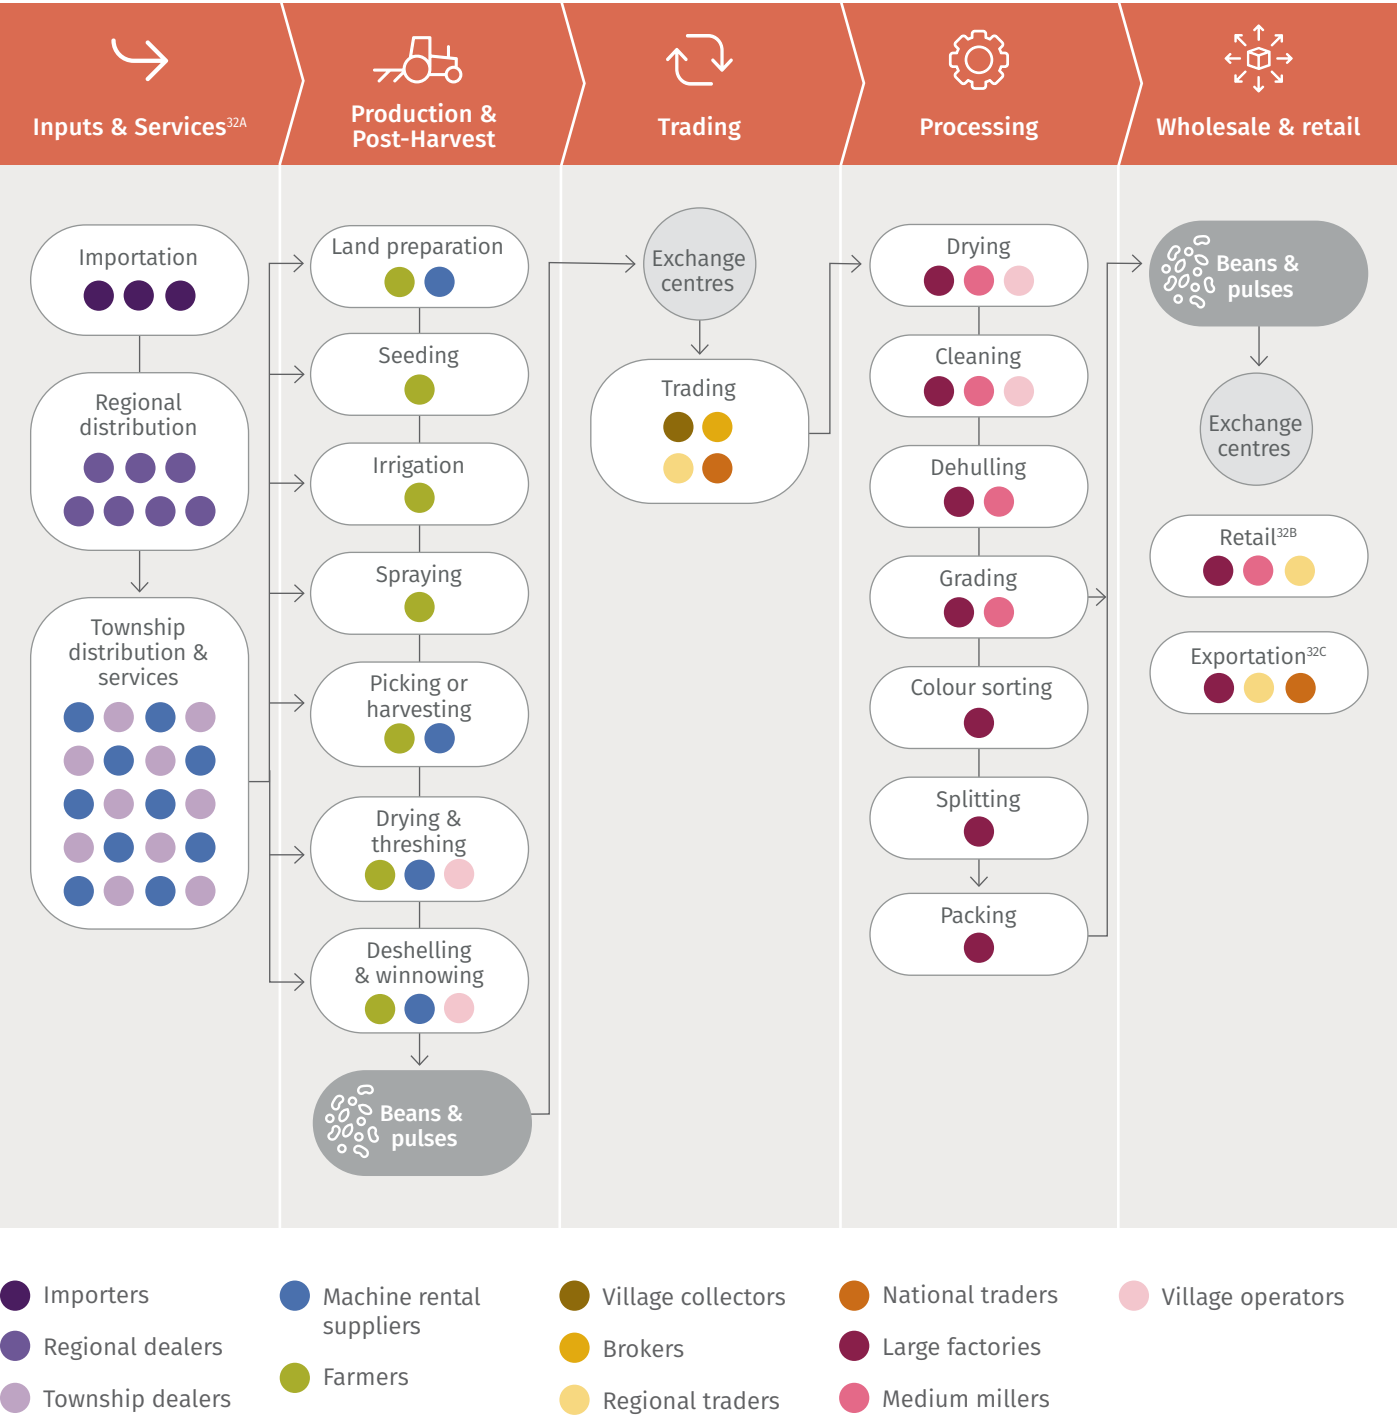 Inputs & Services32A
Production &
Post-Harvest
Trading
Processing
Wholesale & retail
Importation
Regional
distribution
Township
distribution &
services
Land preparation
Seeding
Irrigation
Spraying
Picking or
harvesting
Drying &
threshing
Deshelling
& winnowing
Beans &
pulses
Exchange
centres
Trading
Drying
Cleaning
Dehulling
Grading
Colour sorting
Splitting
Packing
Beans &
pulses
Exchange
centres
Retail32B
Exportation32C
Importers
Regional dealers
Township dealers
Machine rental
suppliers
Farmers
Village collectors
Brokers
Regional traders
National traders
Large factories
Medium millers
Village operators